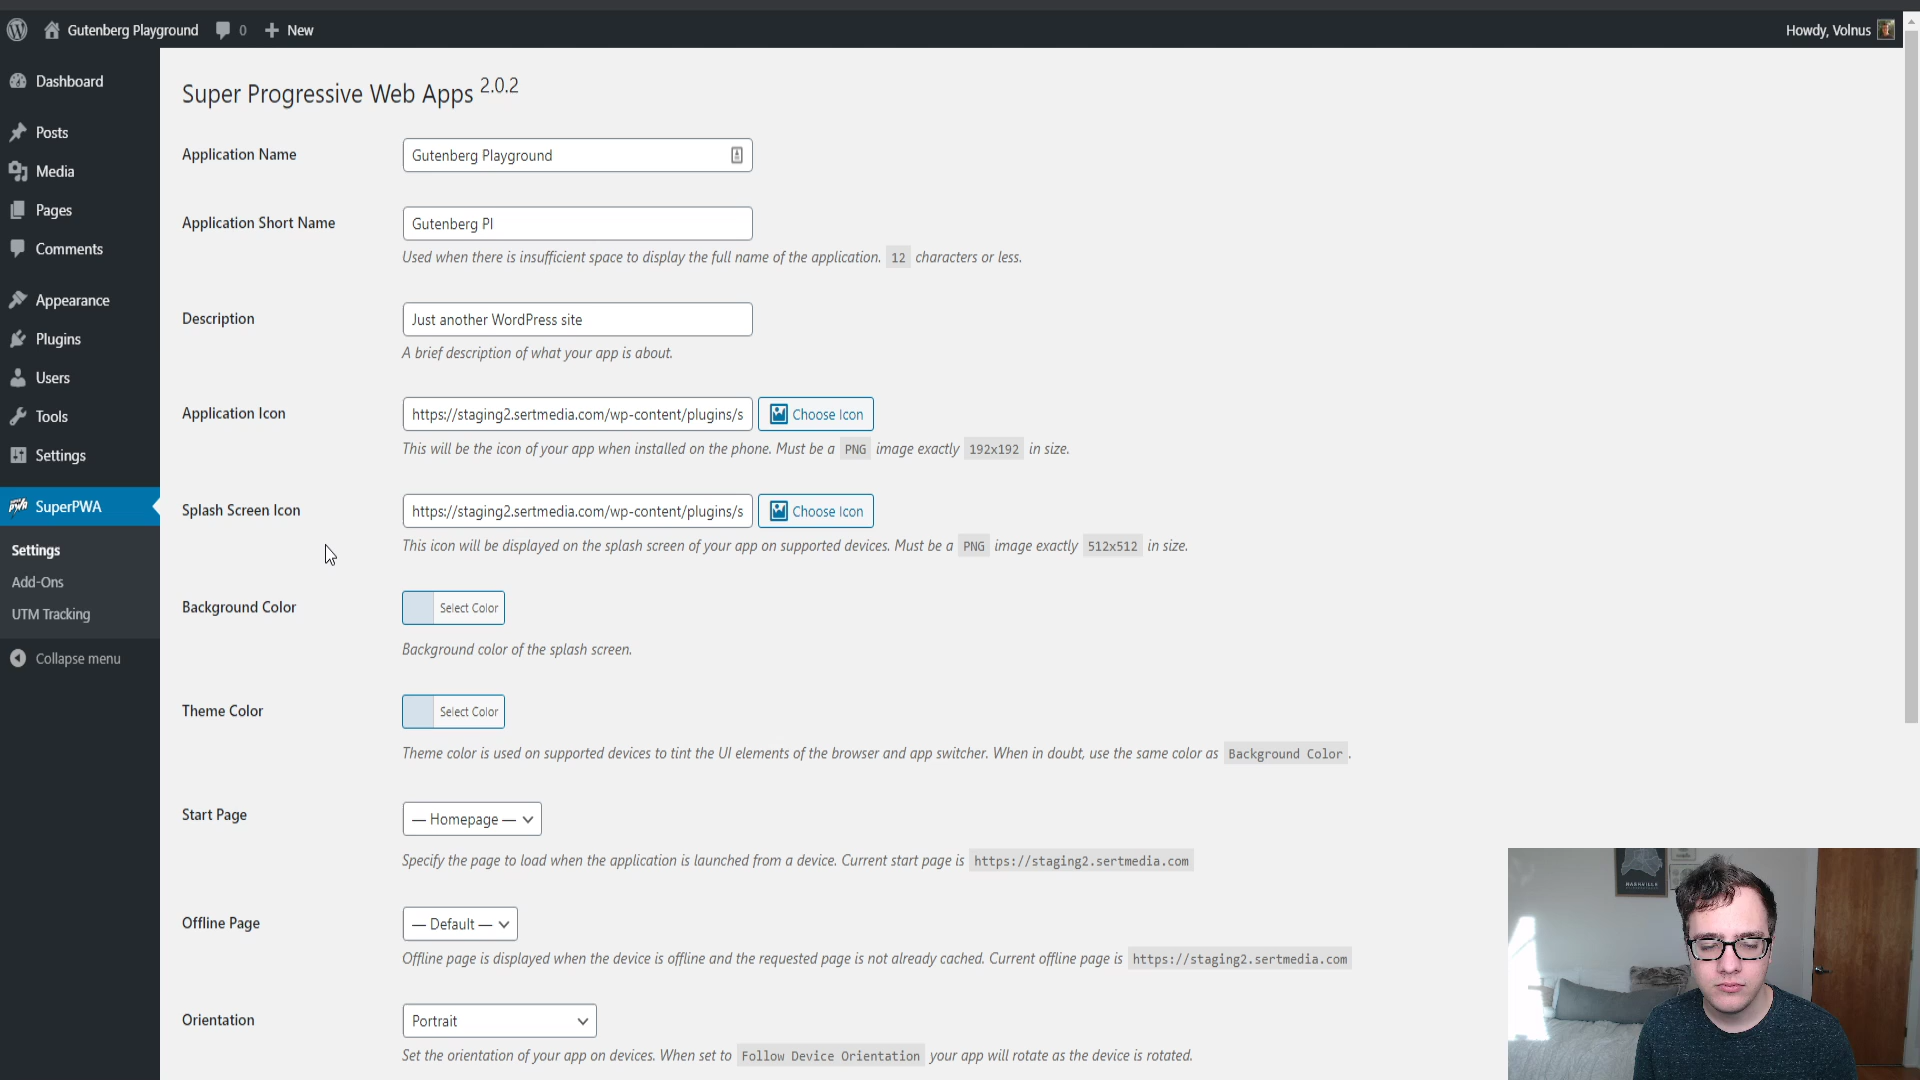 Gutenberg Playground
0
New
Howdy, Volnus
Dashboard
Posts
Media
Pages
Comments
Appearance
Plugins
Users
Tools
Settings
SuperPWA
Settings
Add-Ons
UTM Tracking
Collapse menu
Super Progressive Web Apps 2.0.2
Application Name
Gutenberg Playground
Application Short Name
Gutenberg Pl
Used when there is insufficient space to display the full name of the application. 12 characters or less.
Description
Just another WordPress site
A brief description of what your app is about.
Application Icon
https://staging2.sertmedia.com/wp-content/plugins/s
Choose Icon
This will be the icon of your app when installed on the phone. Must be a PNG image exactly 192x192 in size.
Splash Screen Icon
https://staging2.sertmedia.com/wp-content/plugins/s
Choose Icon
This icon will be displayed on the splash screen of your app on supported devices. Must be a PNG image exactly 512x512 in size.
Background Color
Select Color
Background color of the splash screen.
Theme Color
Select Color
Theme color is used on supported devices to tint the UI elements of the browser and app switcher. When in doubt, use the same color as Background Color .
Start Page
— Homepage —
Specify the page to load when the application is launched from a device. Current start page is https://staging2.sertmedia.com
Offline Page
— Default —
Offline page is displayed when the device is offline and the requested page is not already cached. Current offline page is https://staging2.sertmedia.com
Orientation
Portrait
Set the orientation of your app on devices. When set to Follow Device Orientation your app will rotate as the device is rotated.
NASHVILLE